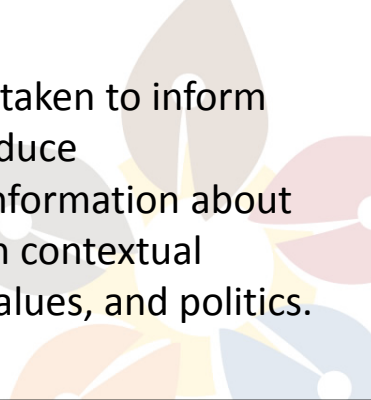 taken to inform
duce
nformation about
n contextual
alues, and politics.